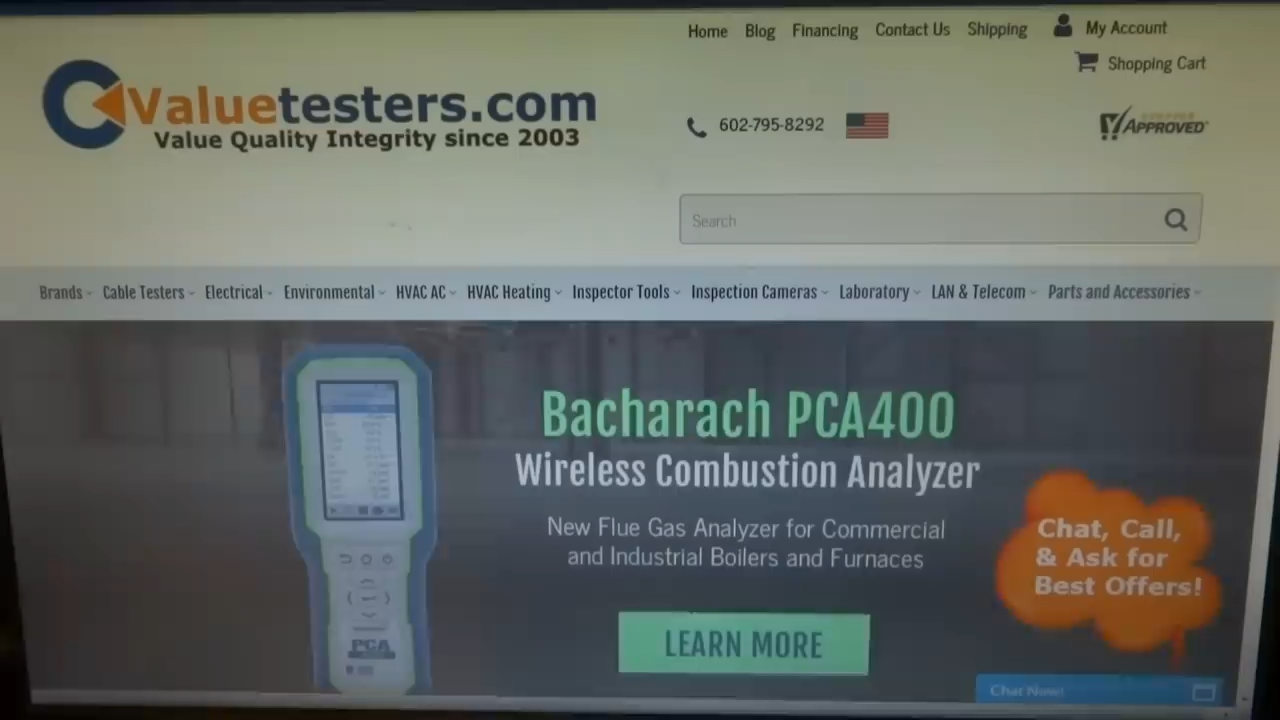 Home Blog Financing Contact Us Shipping My Account
Shopping Cart
Valuetesters.com
Value Quality Integrity since 2003
602-795-8292
APPROVED
Search
Brands Cable Testers Electrical Environmental HVAC AC HVAC Heating Inspector Tools Inspection Cameras Laboratory LAN & Telecom Parts and Accessories
Bacharach PCA400
Wireless Combustion Analyzer
New Flue Gas Analyzer for Commercial
and Industrial Boilers and Furnaces
LEARN MORE
Chat, Call,
& Ask for
Best Offers!
PCA
Chat Now!